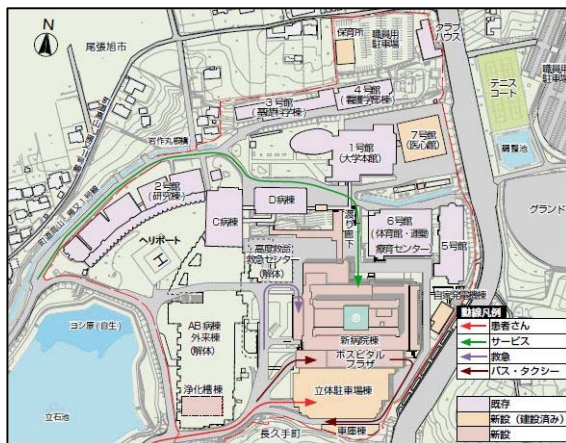 N
尾張旭市
保育所
職員用
駐車場
クラブ
ハウス
テニス
コート
職員用
駐車場
3号館
(基礎科学棟)
4号館
(看護学部棟)
7号館
(医心館)
調整池
1号館
(大学本館)
2号館
(研究棟)
C病棟
D病棟
渡り廊下
6号館
(体育館・運動
療育センター)
5号館
グランド
ヘリポート
H
高度救命
救急センター
(解体)
自家発電機棟
AB病棟
外来棟
(解体)
新病院棟
ホスピタル
プラザ
ヨシ原(自生)
浄化槽棟
立体駐車場棟
立石池
車庫棟
長久手町
動線凡例
患者さん
サービス
救急
バス・タクシー
既存
新設(建設済み)
新設